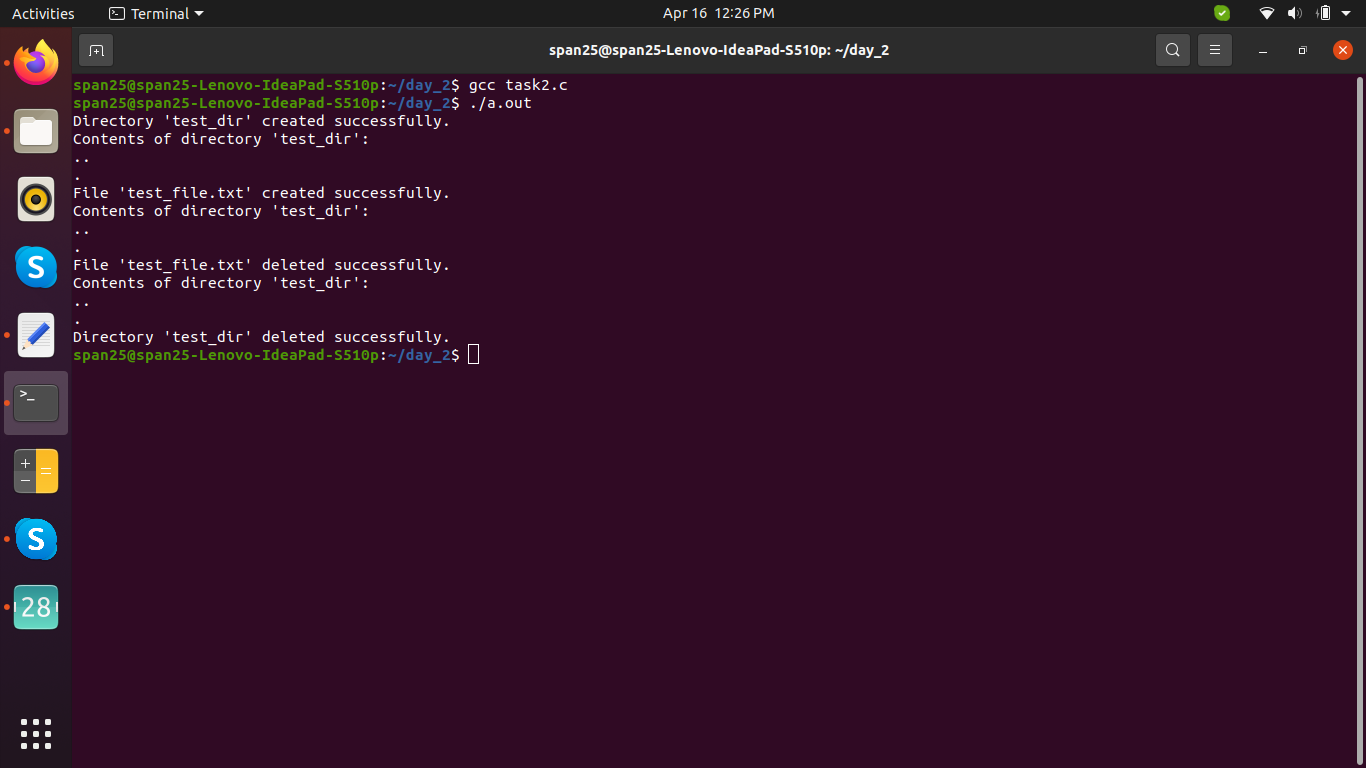 Activities
Terminal
Apr 16 12:26 PM
span25@span25-Lenovo-IdeaPad-S510p: ~/day_2
span25@span25-Lenovo-IdeaPad-S510p:~/day_2$ gcc task2.c
span25@span25-Lenovo-IdeaPad-S510p:~/day_2$ ./a.out
Directory 'test_dir' created successfully.
Contents of directory 'test_dir':
..
.
File 'test_file.txt' created successfully.
Contents of directory 'test_dir':
..
.
File 'test_file.txt' deleted successfully.
Contents of directory 'test_dir':
..
.
Directory 'test_dir' deleted successfully.
span25@span25-Lenovo-IdeaPad-S510p:~/day_2$
S
>_
S
28